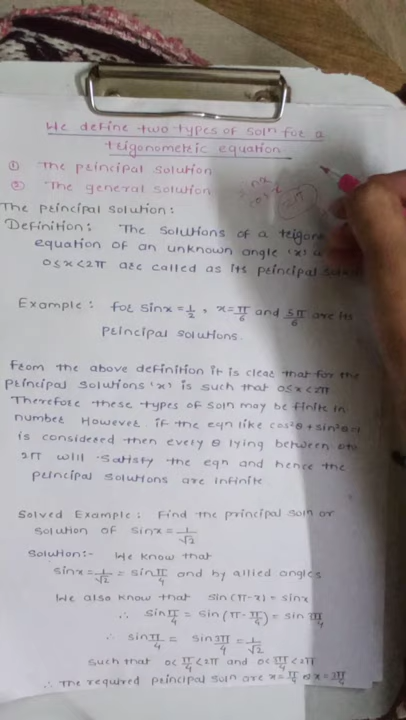 We define two types of soln for a
trigonometric equation
① The principal solution
② The general solution
The principal solution:
Definition: The solutions of a trigono
equation of an unknown angle 'x'
0≤x<2π are called as its principal solut
Example: for sinx = 1/2, x = π/6 and 5π/6 are its
principal solutions.
from the above definition it is clear that for the
principal solutions 'x' is such that 0≤x<2π
Therefore these types of soln may be finite in
number However if the eqn like cos²θ + sin²θ=1
is considered then every θ lying between 0to
2π will satisfy the eqn and hence the
principal solutions are infinite
Solved Example: Find the principal soln or
solution of sinx = 1/√2
Solution:- We know that
sinx = 1/√2 = sin π/4 and by allied angles
We also know that sin(π-x) = sinx
∴ sin π/4 = sin(π - π/4) = sin 3π/4
∴ sin π/4 = sin 3π/4 = 1/√2
such that 0< π/4 <2π and 0< 3π/4 <2π
∴ The required principal soln are x = π/4 & x = 3π/4